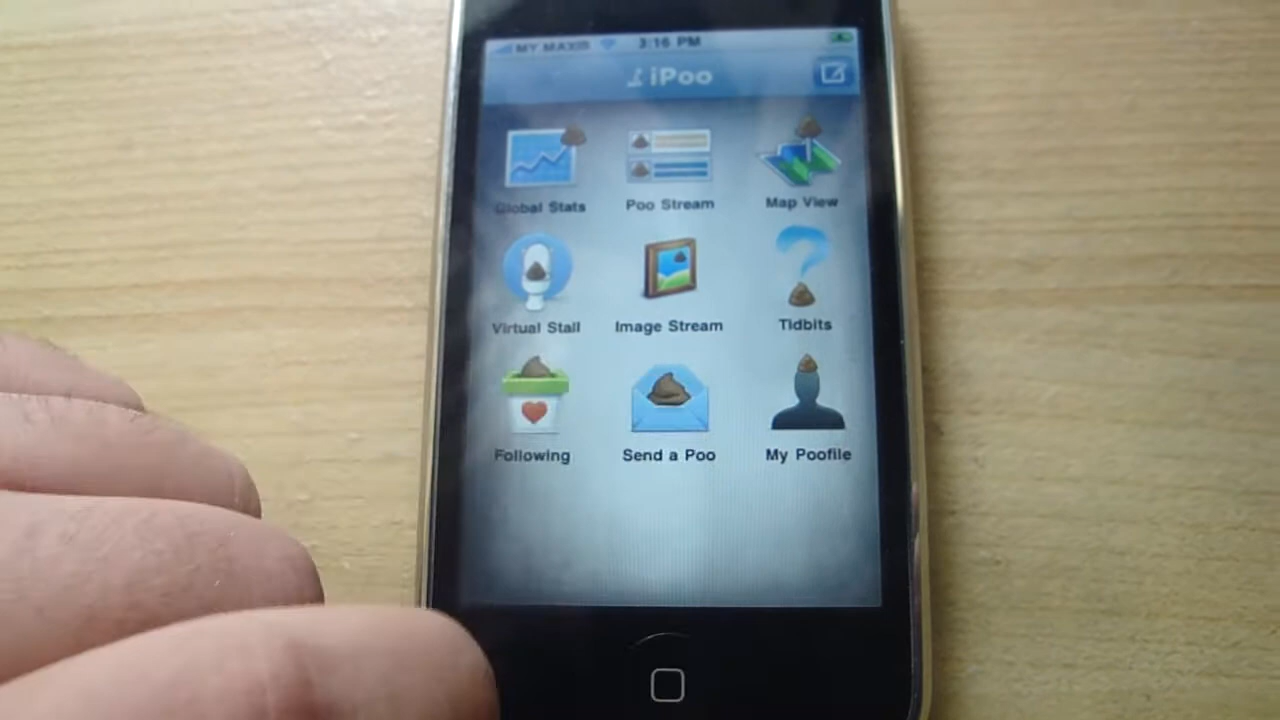 MY MAXIS 3:16 PM
iPoo
Global Stats Poo Stream Map View
Virtual Stall Image Stream Tidbits
Following Send a Poo My Poofile